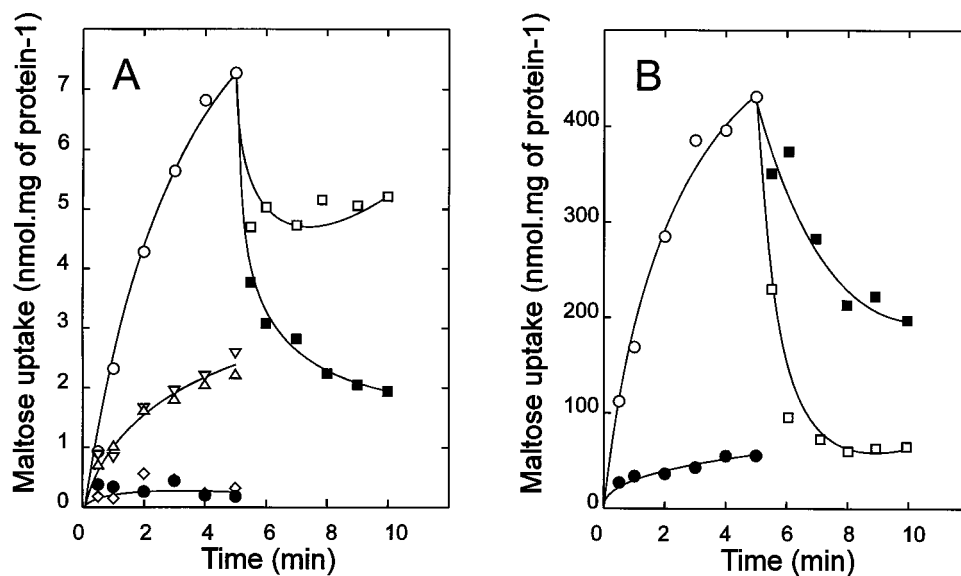 A
Maltose uptake (nmol.mg of protein-1)
7
6
5
4
3
2
1
0
0 2 4 6 8 10
Time (min)
B
Maltose uptake (nmol.mg of protein-1)
400
300
200
100
0
0 2 4 6 8 10
Time (min)